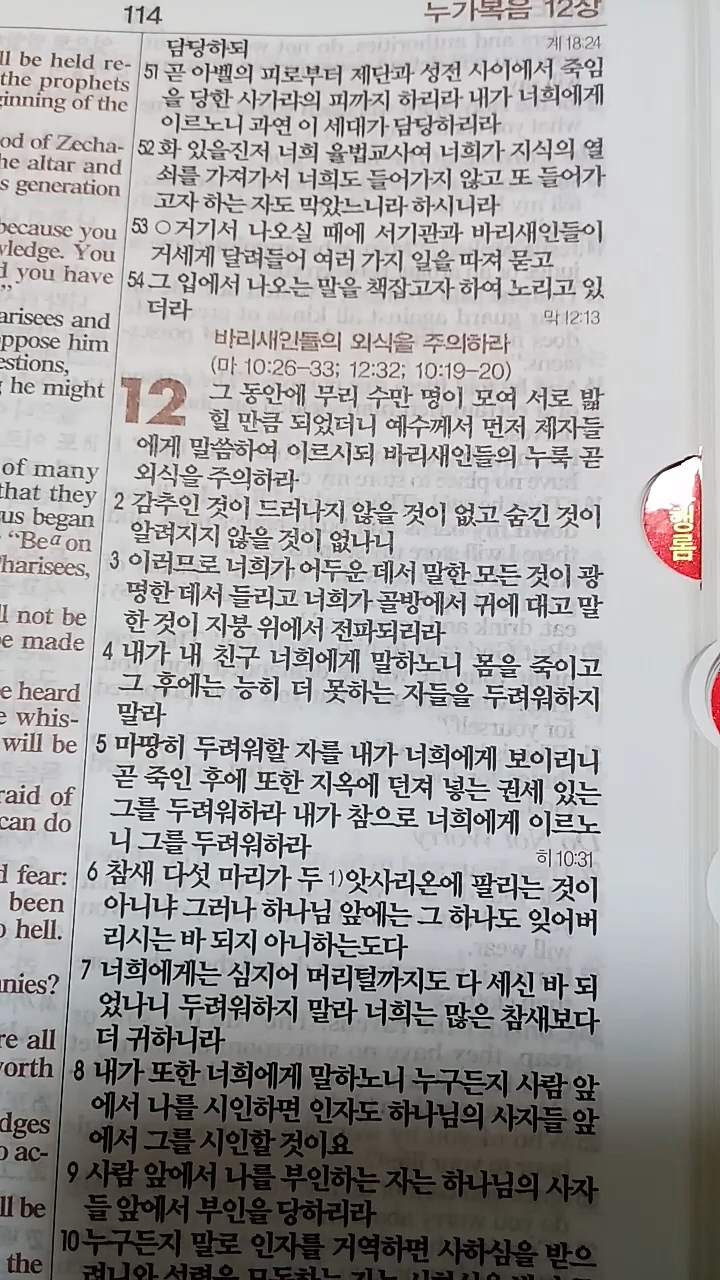 114
누가복음 12장
ll be held re-
the prophets
ginning of the
od of Zecha-
he altar and
s generation
because you
wledge. You
d you have
”
arisees and
oppose him
estions,
g he might
of many
that they
us began
“Be a on
harisees,
ll not be
be made
e heard
e whis-
will be
raid of
can do
d fear:
been
o hell.
nnies?
re all
worth
dges
o ac-
ll be
the
담당하되
계 18:24
51 곧 아벨의 피로부터 제단과 성전 사이에서 죽임
을 당한 사가랴의 피까지 하리라 내가 너희에게
이르노니 과연 이 세대가 담당하리라
52 화 있을진저 너희 율법교사여 너희가 지식의 열
쇠를 가져가서 너희도 들어가지 않고 또 들어가
고자 하는 자도 막았느니라 하시니라
53 ○거기서 나오실 때에 서기관과 바리새인들이
거세게 달려들어 여러 가지 일을 따져 묻고
54 그 입에서 나오는 말을 책잡고자 하여 노리고 있
더라
막 12:13
바리새인들의 외식을 주의하라
(마 10:26-33; 12:32; 10:19-20)
12 그 동안에 무리 수만 명이 모여 서로 밟
힐 만큼 되었더니 예수께서 먼저 제자들
에게 말씀하여 이르시되 바리새인들의 누룩 곧
외식을 주의하라
2 감추인 것이 드러나지 않을 것이 없고 숨긴 것이
알려지지 않을 것이 없나니
3 이러므로 너희가 어두운 데서 말한 모든 것이 광
명한 데서 들리고 너희가 골방에서 귀에 대고 말
한 것이 지붕 위에서 전파되리라
4 내가 내 친구 너희에게 말하노니 몸을 죽이고
그 후에는 능히 더 못하는 자들을 두려워하지
말라
5 마땅히 두려워할 자를 내가 너희에게 보이리니
곧 죽인 후에 또한 지옥에 던져 넣는 권세 있는
그를 두려워하라 내가 참으로 너희에게 이르노
니 그를 두려워하라
히 10:31
6 참새 다섯 마리가 두 1)앗사리온에 팔리는 것이
아니냐 그러나 하나님 앞에는 그 하나도 잊어버
리시는 바 되지 아니하는도다
7 너희에게는 심지어 머리털까지도 다 세신 바 되
었나니 두려워하지 말라 너희는 많은 참새보다
더 귀하니라
8 내가 또한 너희에게 말하노니 누구든지 사람 앞
에서 나를 시인하면 인자도 하나님의 사자들 앞
에서 그를 시인할 것이요
9 사람 앞에서 나를 부인하는 자는 하나님의 사자
들 앞에서 부인을 당하리라
10 누구든지 말로 인자를 거역하면 사하심을 받으
행롬